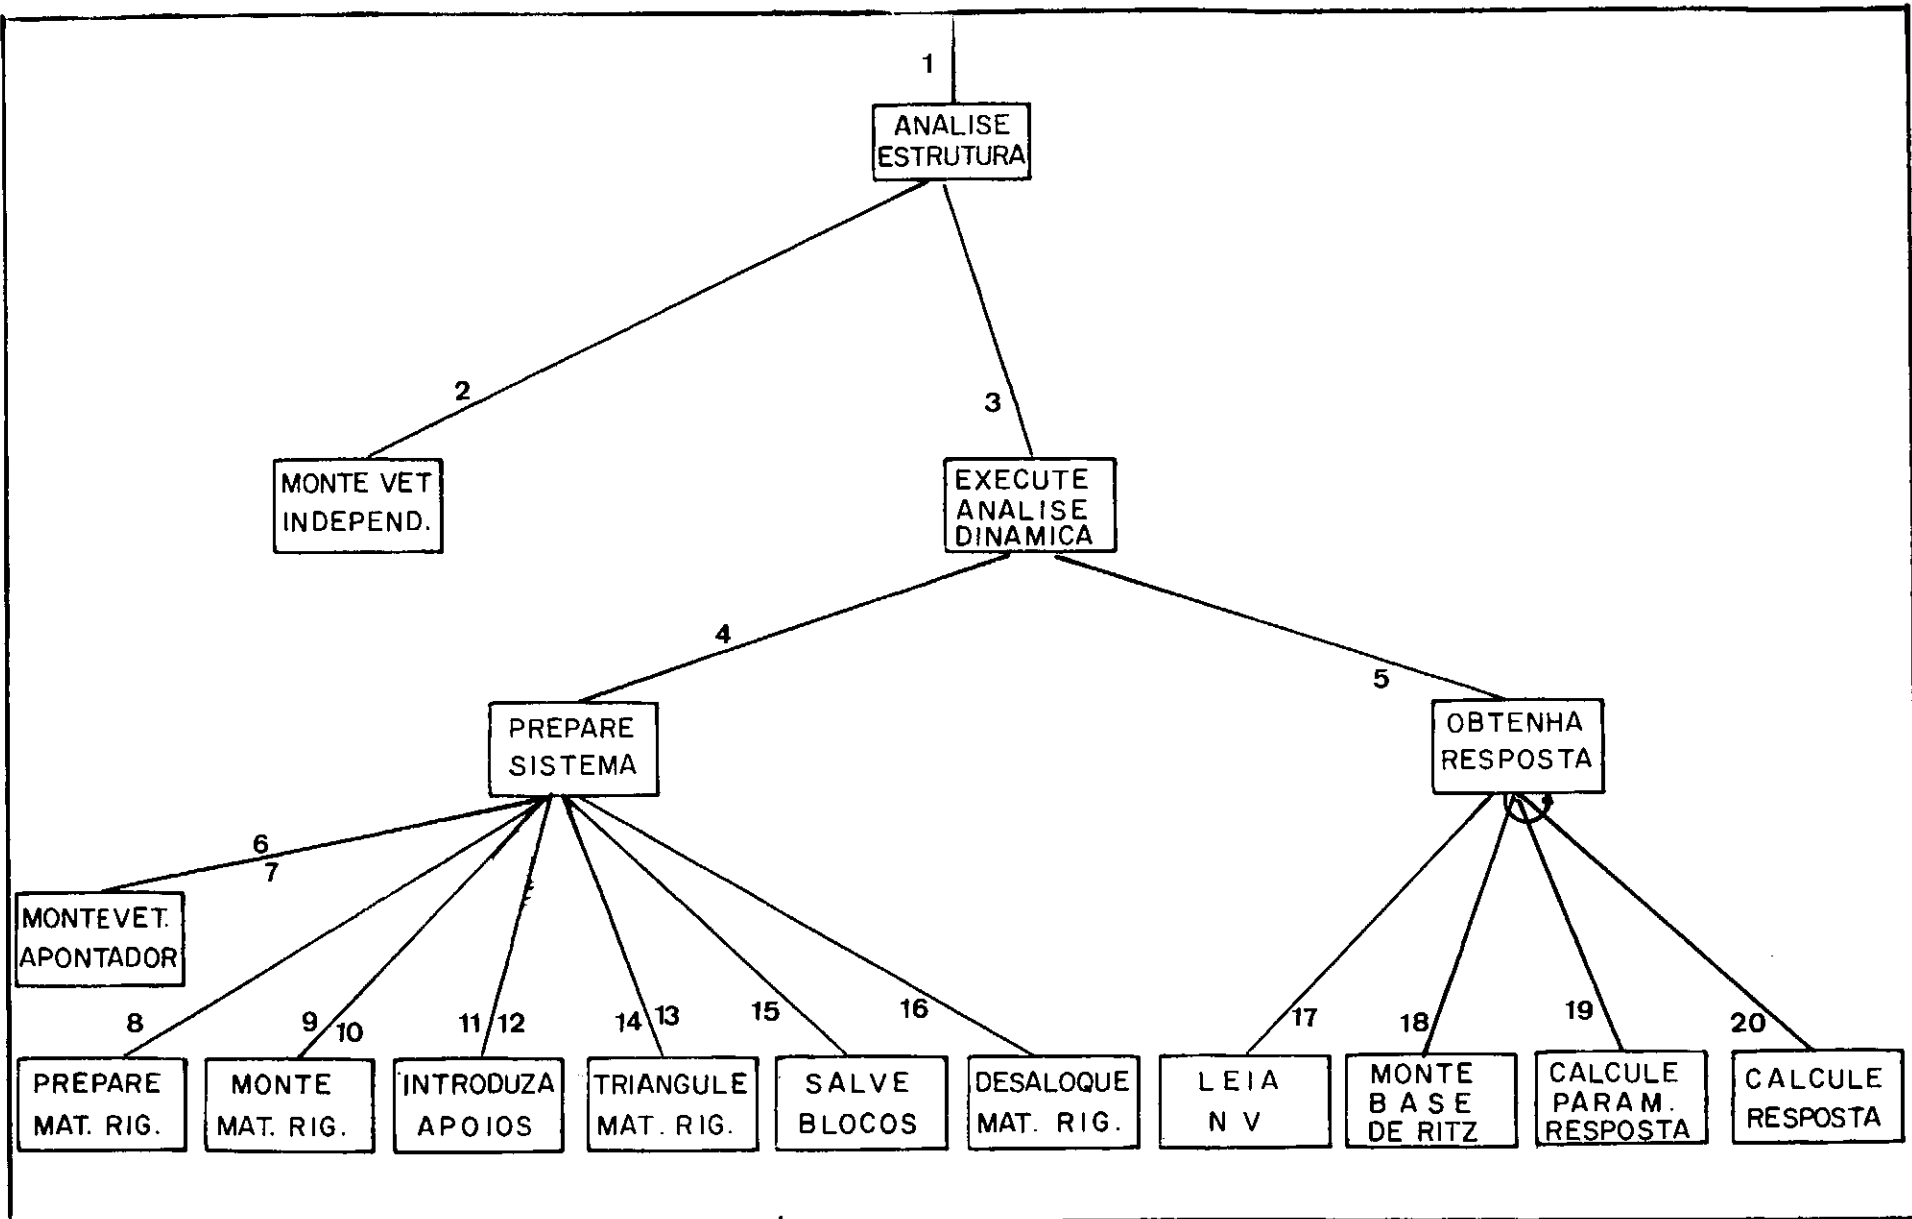 1
ANALISE
ESTRUTURA
2
3
MONTE VET
INDEPEND.
EXECUTE
ANALISE
DINAMICA
4
5
PREPARE
SISTEMA
OBTENHA
RESPOSTA
6
7
MONTEVET.
APONTADOR
8
9
10
11
12
14
13
15
16
17
18
19
20
PREPARE
MAT. RIG.
MONTE
MAT. RIG.
INTRODUZA
APOIOS
TRIANGULE
MAT. RIG.
SALVE
BLOCOS
DESALOQUE
MAT. RIG.
LEIA
NV
MONTE
BASE
DE RITZ
CALCULE
PARAM.
RESPOSTA
CALCULE
RESPOSTA